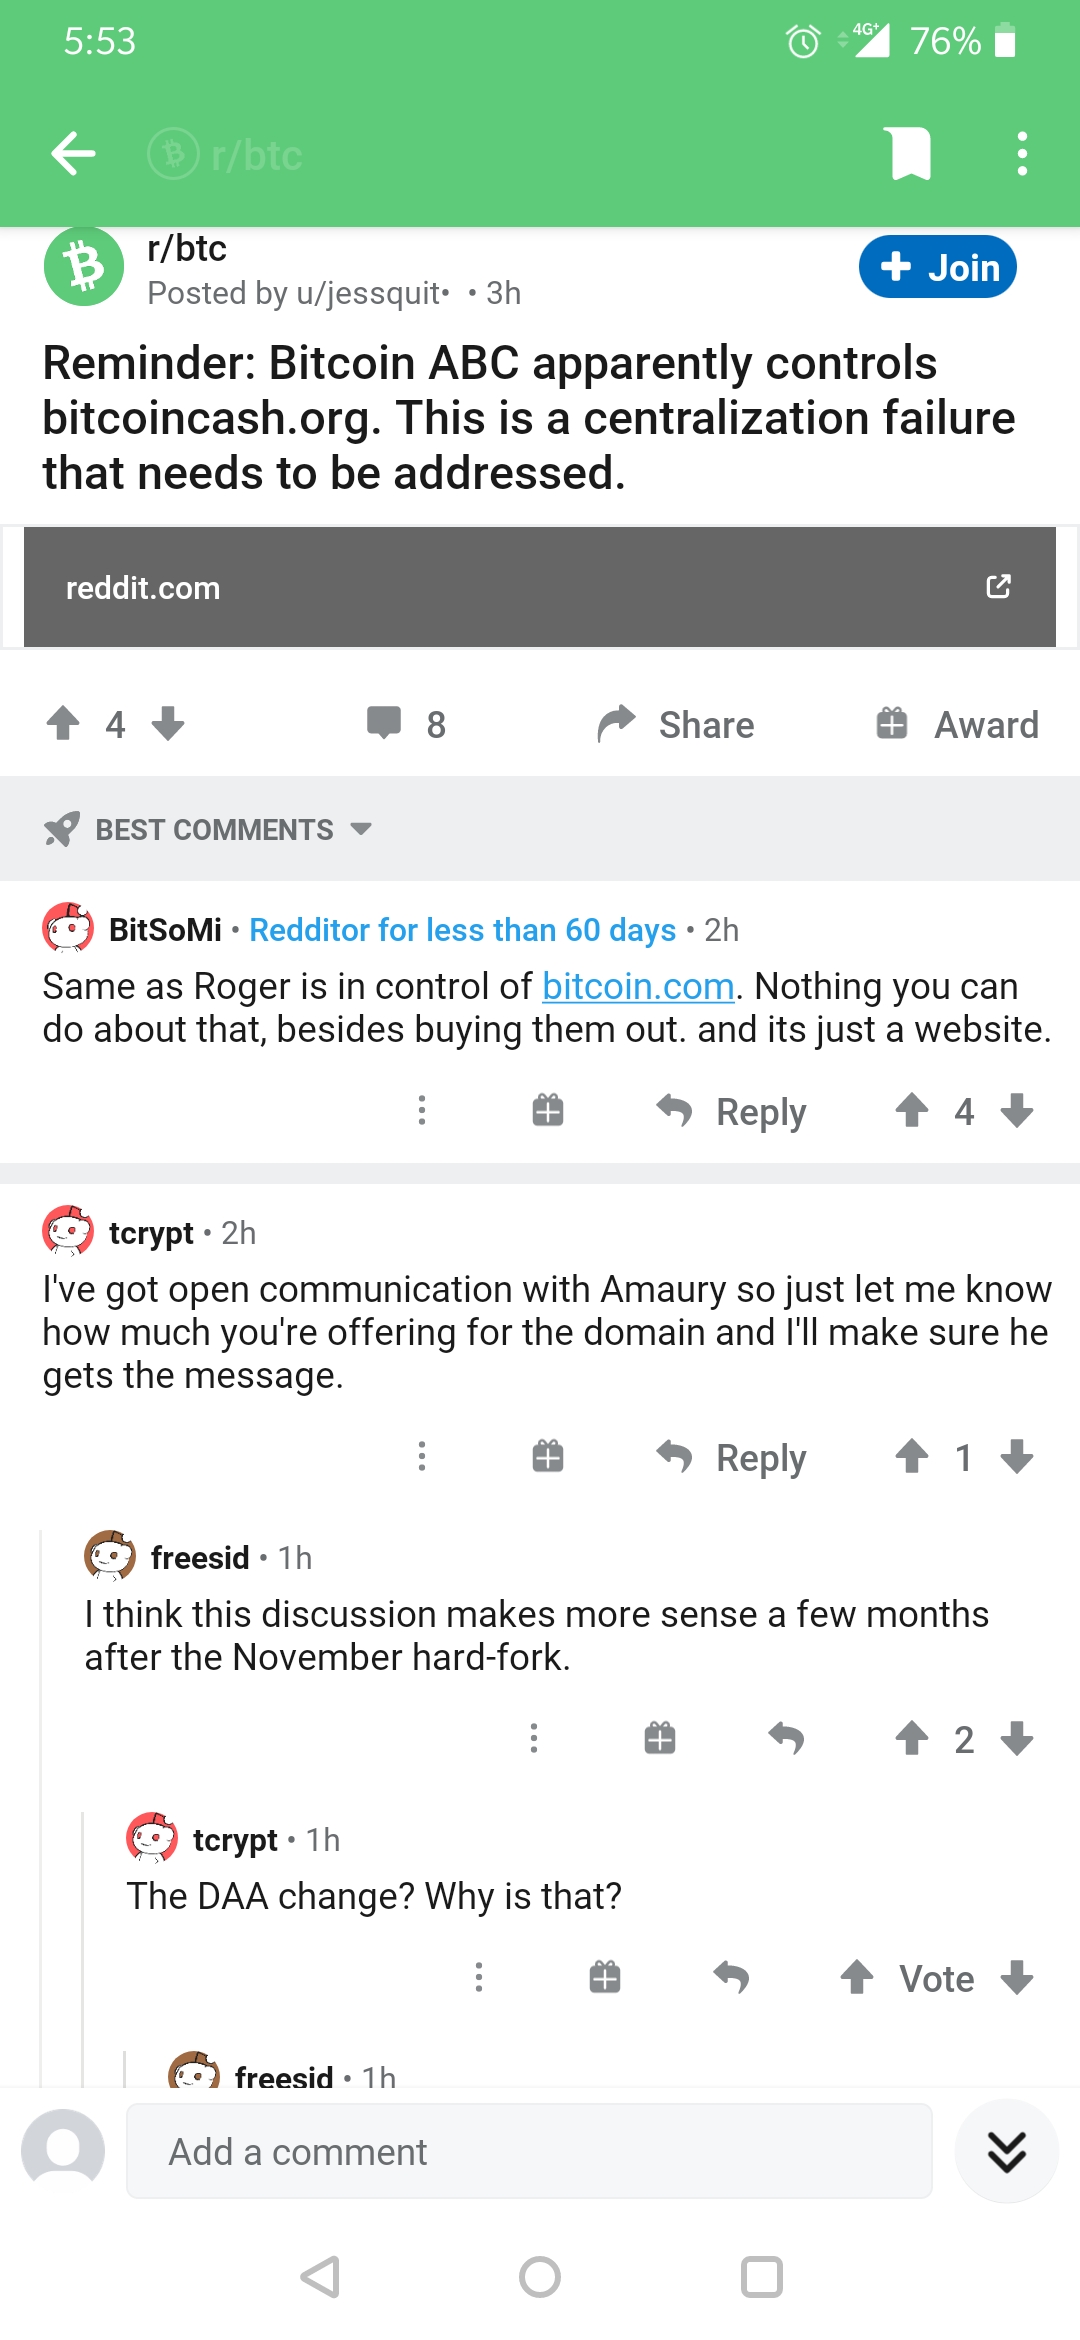 5:53
4G+ 76%
r/btc
r/btc
Posted by u/jessquit• • 3h
+ Join
Reminder: Bitcoin ABC apparently controls
bitcoincash.org. This is a centralization failure
that needs to be addressed.
reddit.com
4 8 Share Award
BEST COMMENTS
BitSoMi • Redditor for less than 60 days • 2h
Same as Roger is in control of bitcoin.com. Nothing you can
do about that, besides buying them out. and its just a website.
Reply 4
tcrypt • 2h
I've got open communication with Amaury so just let me know
how much you're offering for the domain and I'll make sure he
gets the message.
Reply 1
freesid • 1h
I think this discussion makes more sense a few months
after the November hard-fork.
2
tcrypt • 1h
The DAA change? Why is that?
Vote
freesid • 1h
Add a comment